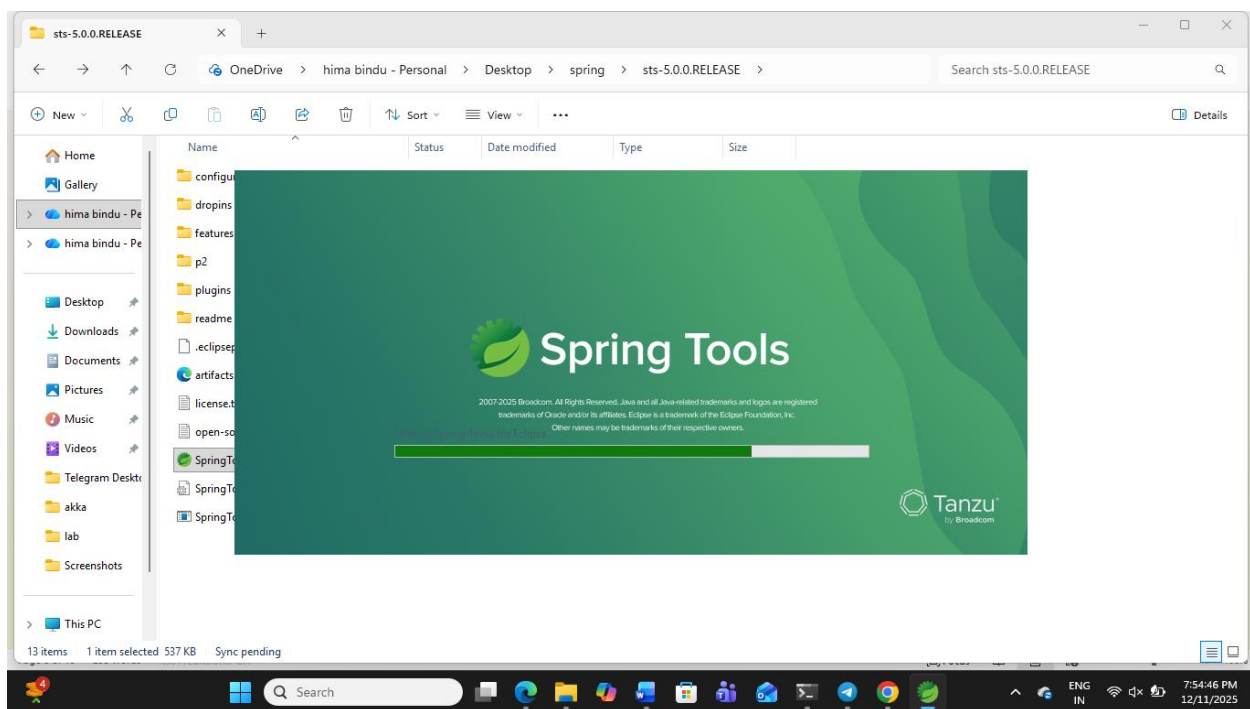 sts-5.0.0.RELEASE
OneDrive > hima bindu - Personal > Desktop > spring > sts-5.0.0.RELEASE >
Search sts-5.0.0.RELEASE
New
Sort
View
Details
Name Status Date modified Type Size
Home
Gallery
hima bindu - Pe
hima bindu - Pe
Desktop
Downloads
Documents
Pictures
Music
Videos
Telegram Deskto
akka
lab
Screenshots
This PC
configu
dropins
features
p2
plugins
readme
.eclipsep
artifacts
license.t
open-so
SpringTo
SpringTo
SpringTo
Spring Tools
2007-2025 Broadcom. All Rights Reserved. Java and all Java-related trademarks and logos are registered
trademarks of Oracle and/or its affiliates. Eclipse is a trademark of the Eclipse Foundation, Inc.
Other names may be trademarks of their respective owners.
Tanzu
by Broadcom
13 items 1 item selected 537 KB Sync pending
4
Search
ENG
IN
7:54:46 PM
12/11/2025